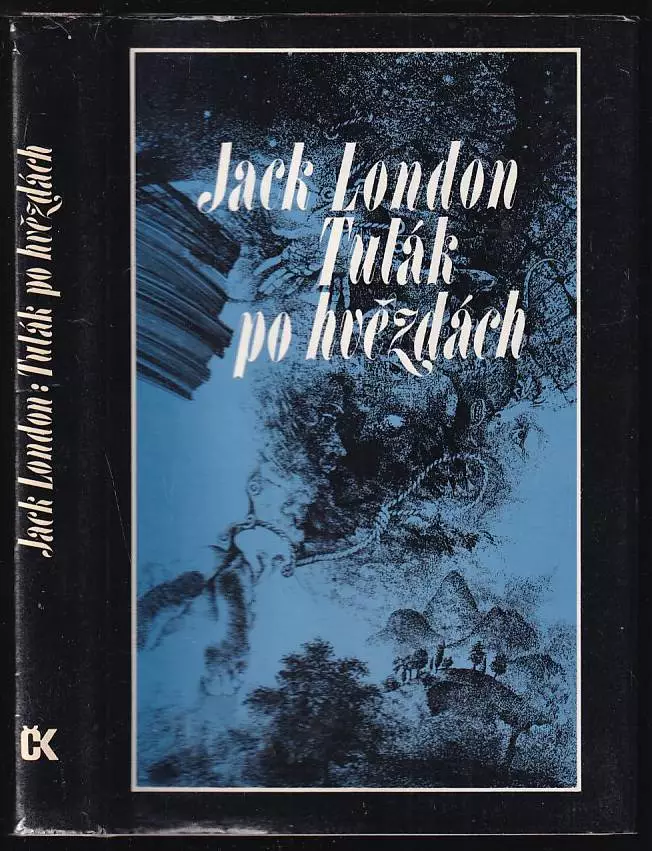 Jack London
Tulák
po hvězdách
Jack London: Tulák po hvězdách
ČK